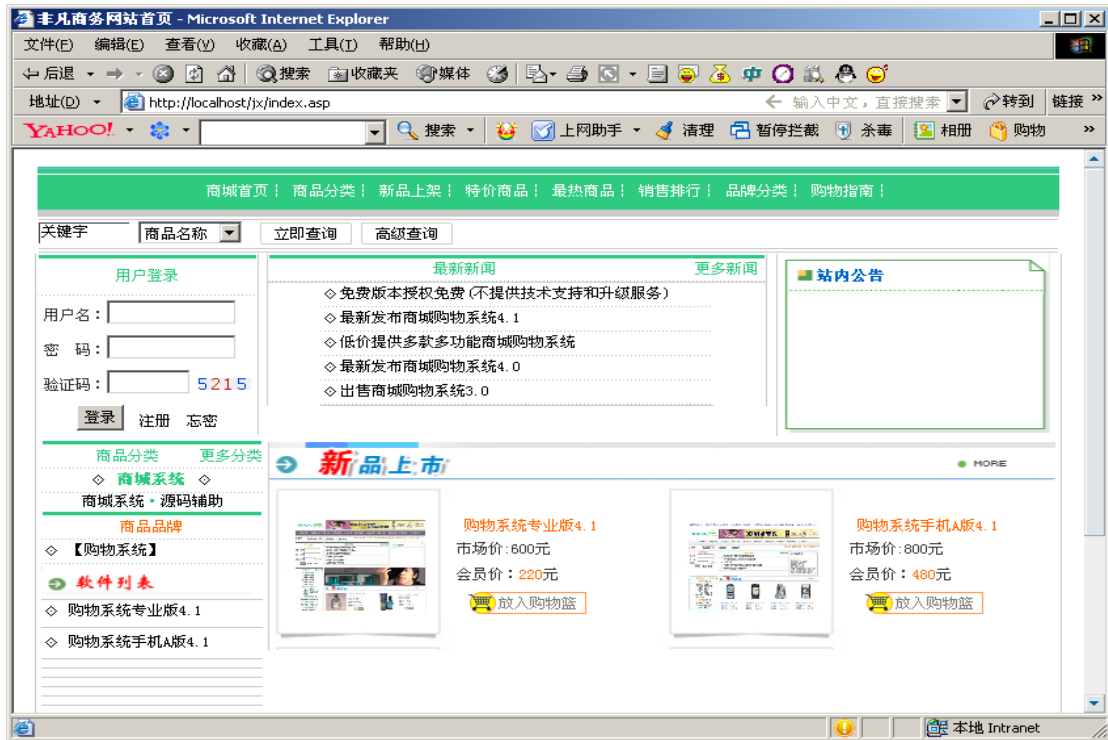 非凡商务网站首页 - Microsoft Internet Explorer
文件(F) 编辑(E) 查看(V) 收藏(A) 工具(T) 帮助(H)
后退 搜索 收藏夹 媒体
地址(D) http://localhost/jx/index.asp 输入中文，直接搜索 转到 链接 »
YAHOO! 搜索 上网助手 清理 暂停拦截 杀毒 相册 购物 »
商城首页┆ 商品分类┆ 新品上架┆ 特价商品┆ 最热商品┆ 销售排行┆ 品牌分类┆ 购物指南┆
关键字 商品名称 立即查询 高级查询
用户登录
用户名：
密 码：
验证码： 5215
登录 注册 忘密
最新新闻 更多新闻
◇免费版本授权免费(不提供技术支持和升级服务)
◇最新发布商城购物系统4.1
◇低价提供多款多功能商城购物系统
◇最新发布商城购物系统4.0
◇出售商城购物系统3.0
站内公告
商品分类 更多分类
◇ 商城系统 ◇
商城系统·源码辅助
商品品牌
◇ 【购物系统】
软件列表
◇ 购物系统专业版4.1
◇ 购物系统手机A版4.1
新品上市 MORE
购物系统专业版4.1
市场价:600元
会员价：220元
放入购物篮
购物系统手机A版4.1
市场价:800元
会员价：480元
放入购物篮
本地 Intranet